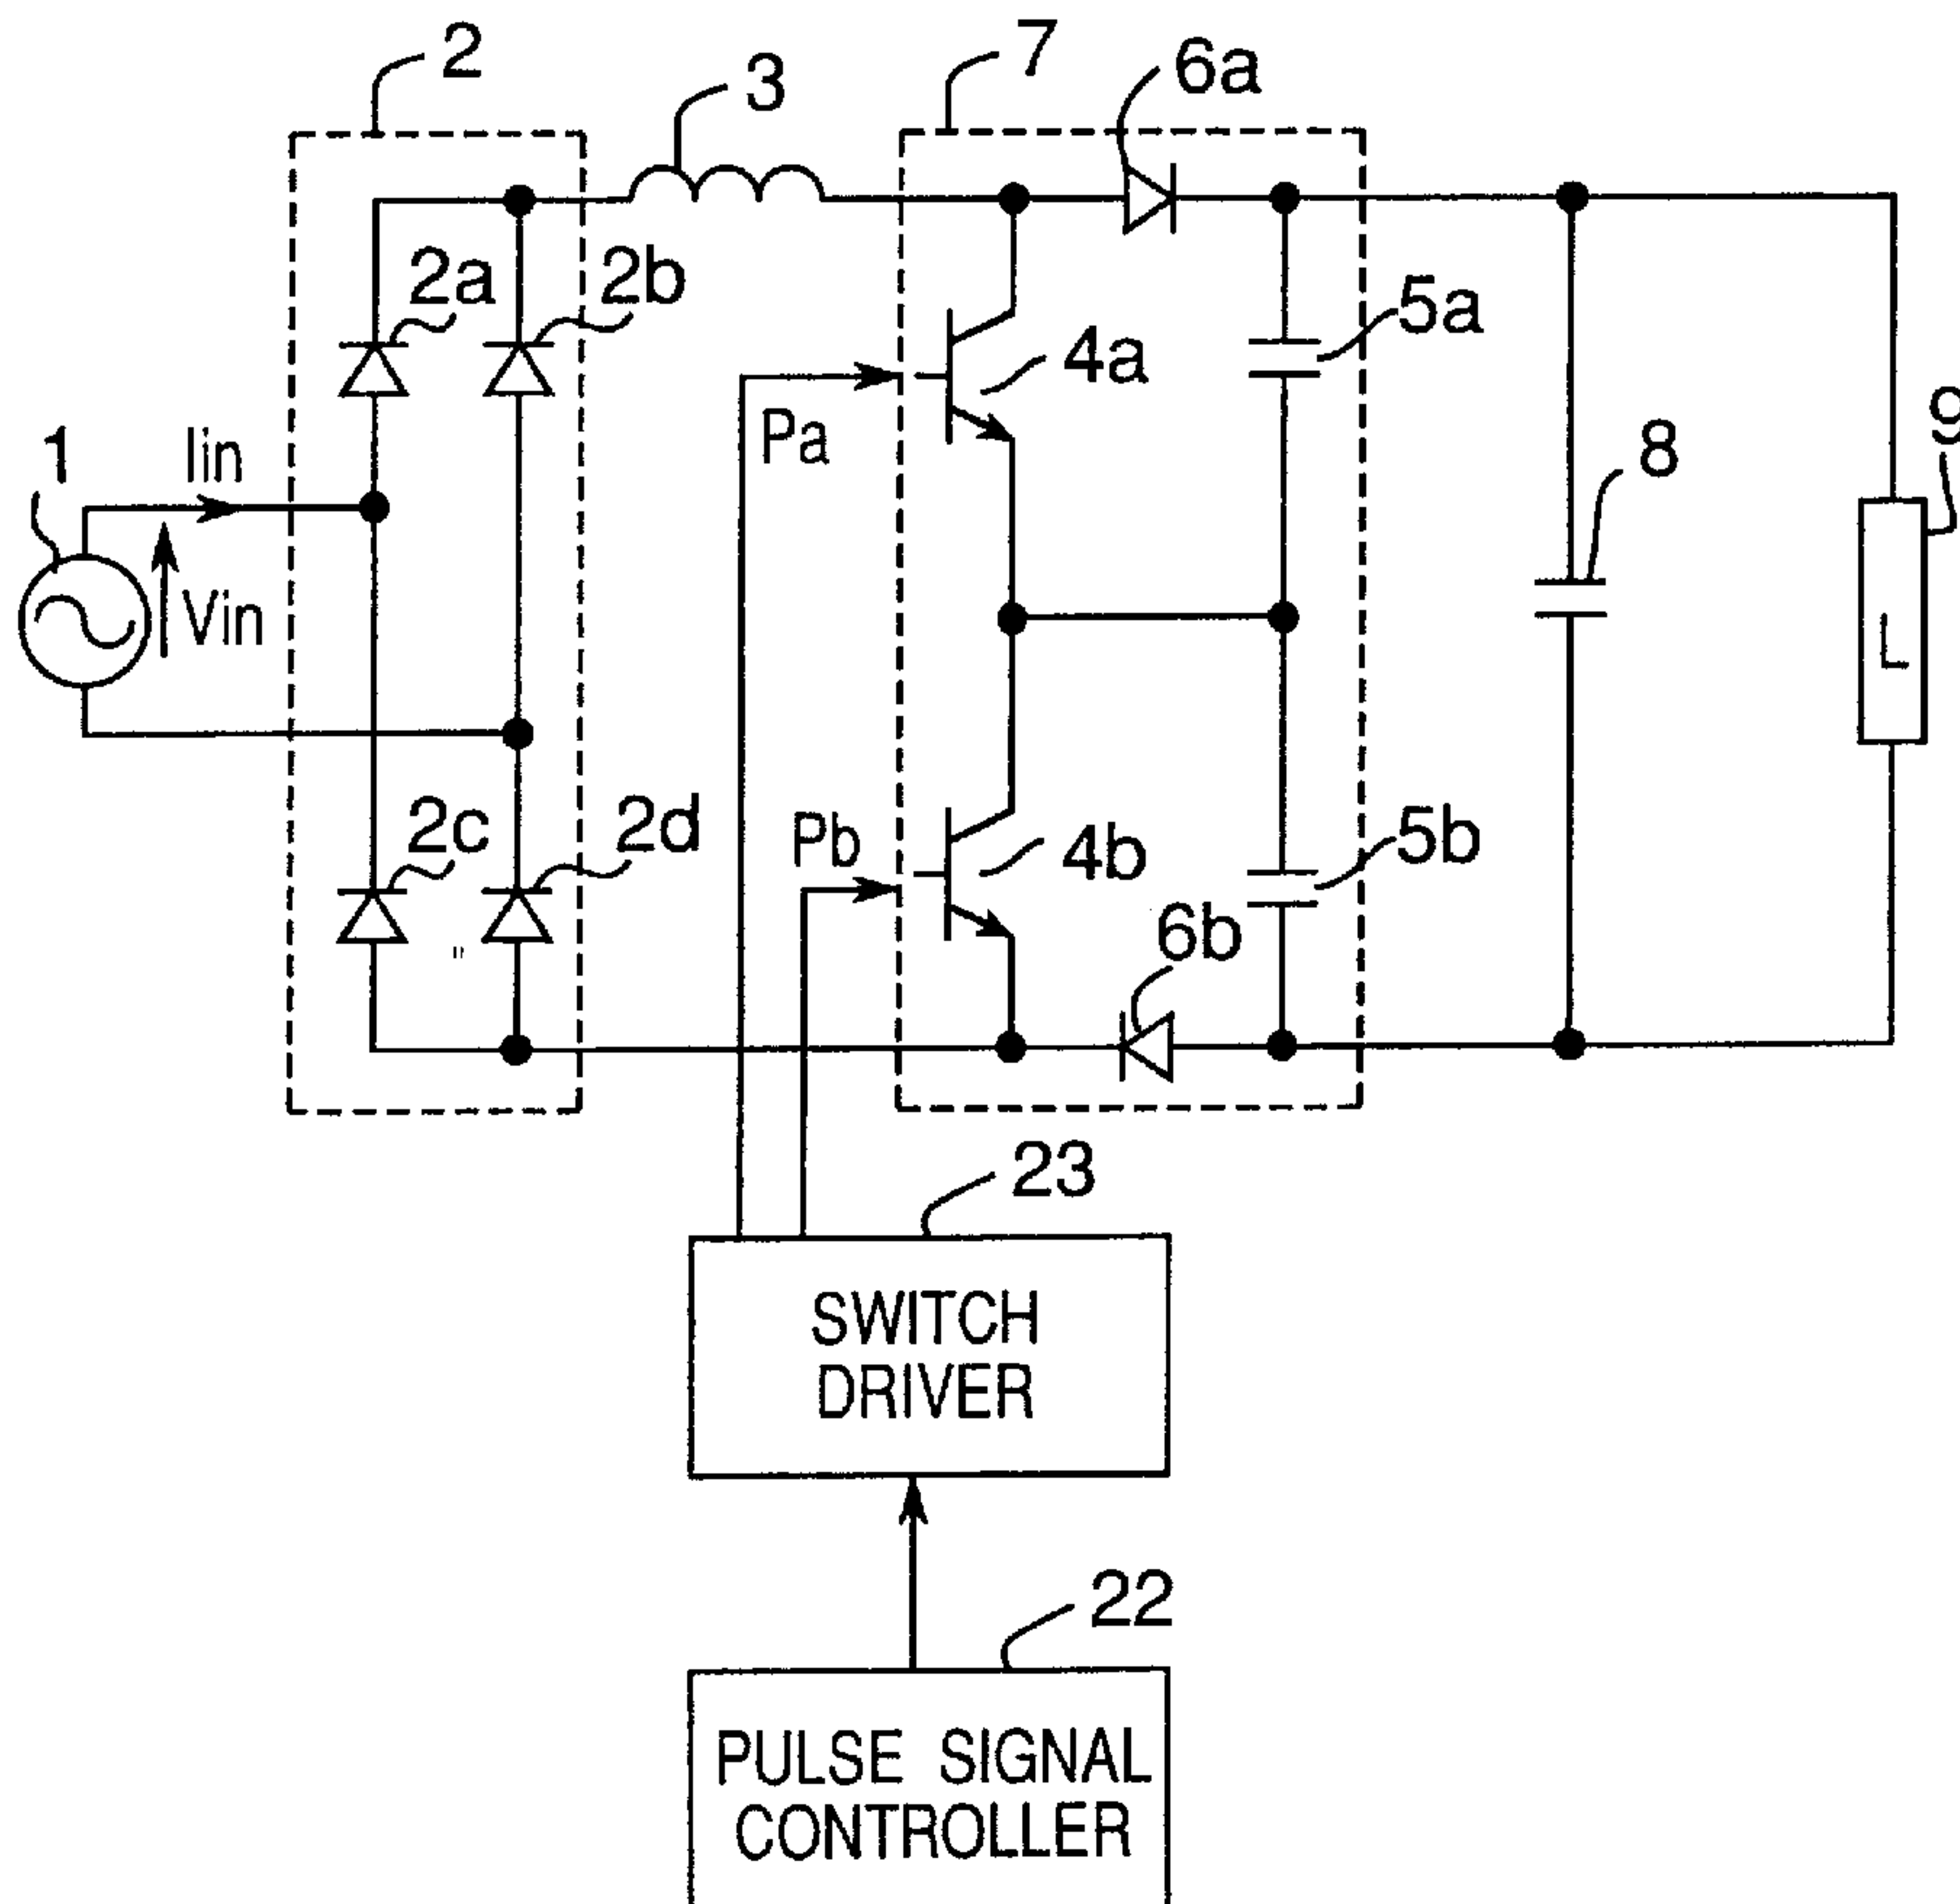 2
3
7
6a
2a
2b
5a
4a
Pa
1
Iin
Vin
8
9
L
2c
2d
Pb
4b
5b
6b
23
SWITCH
DRIVER
22
PULSE SIGNAL
CONTROLLER